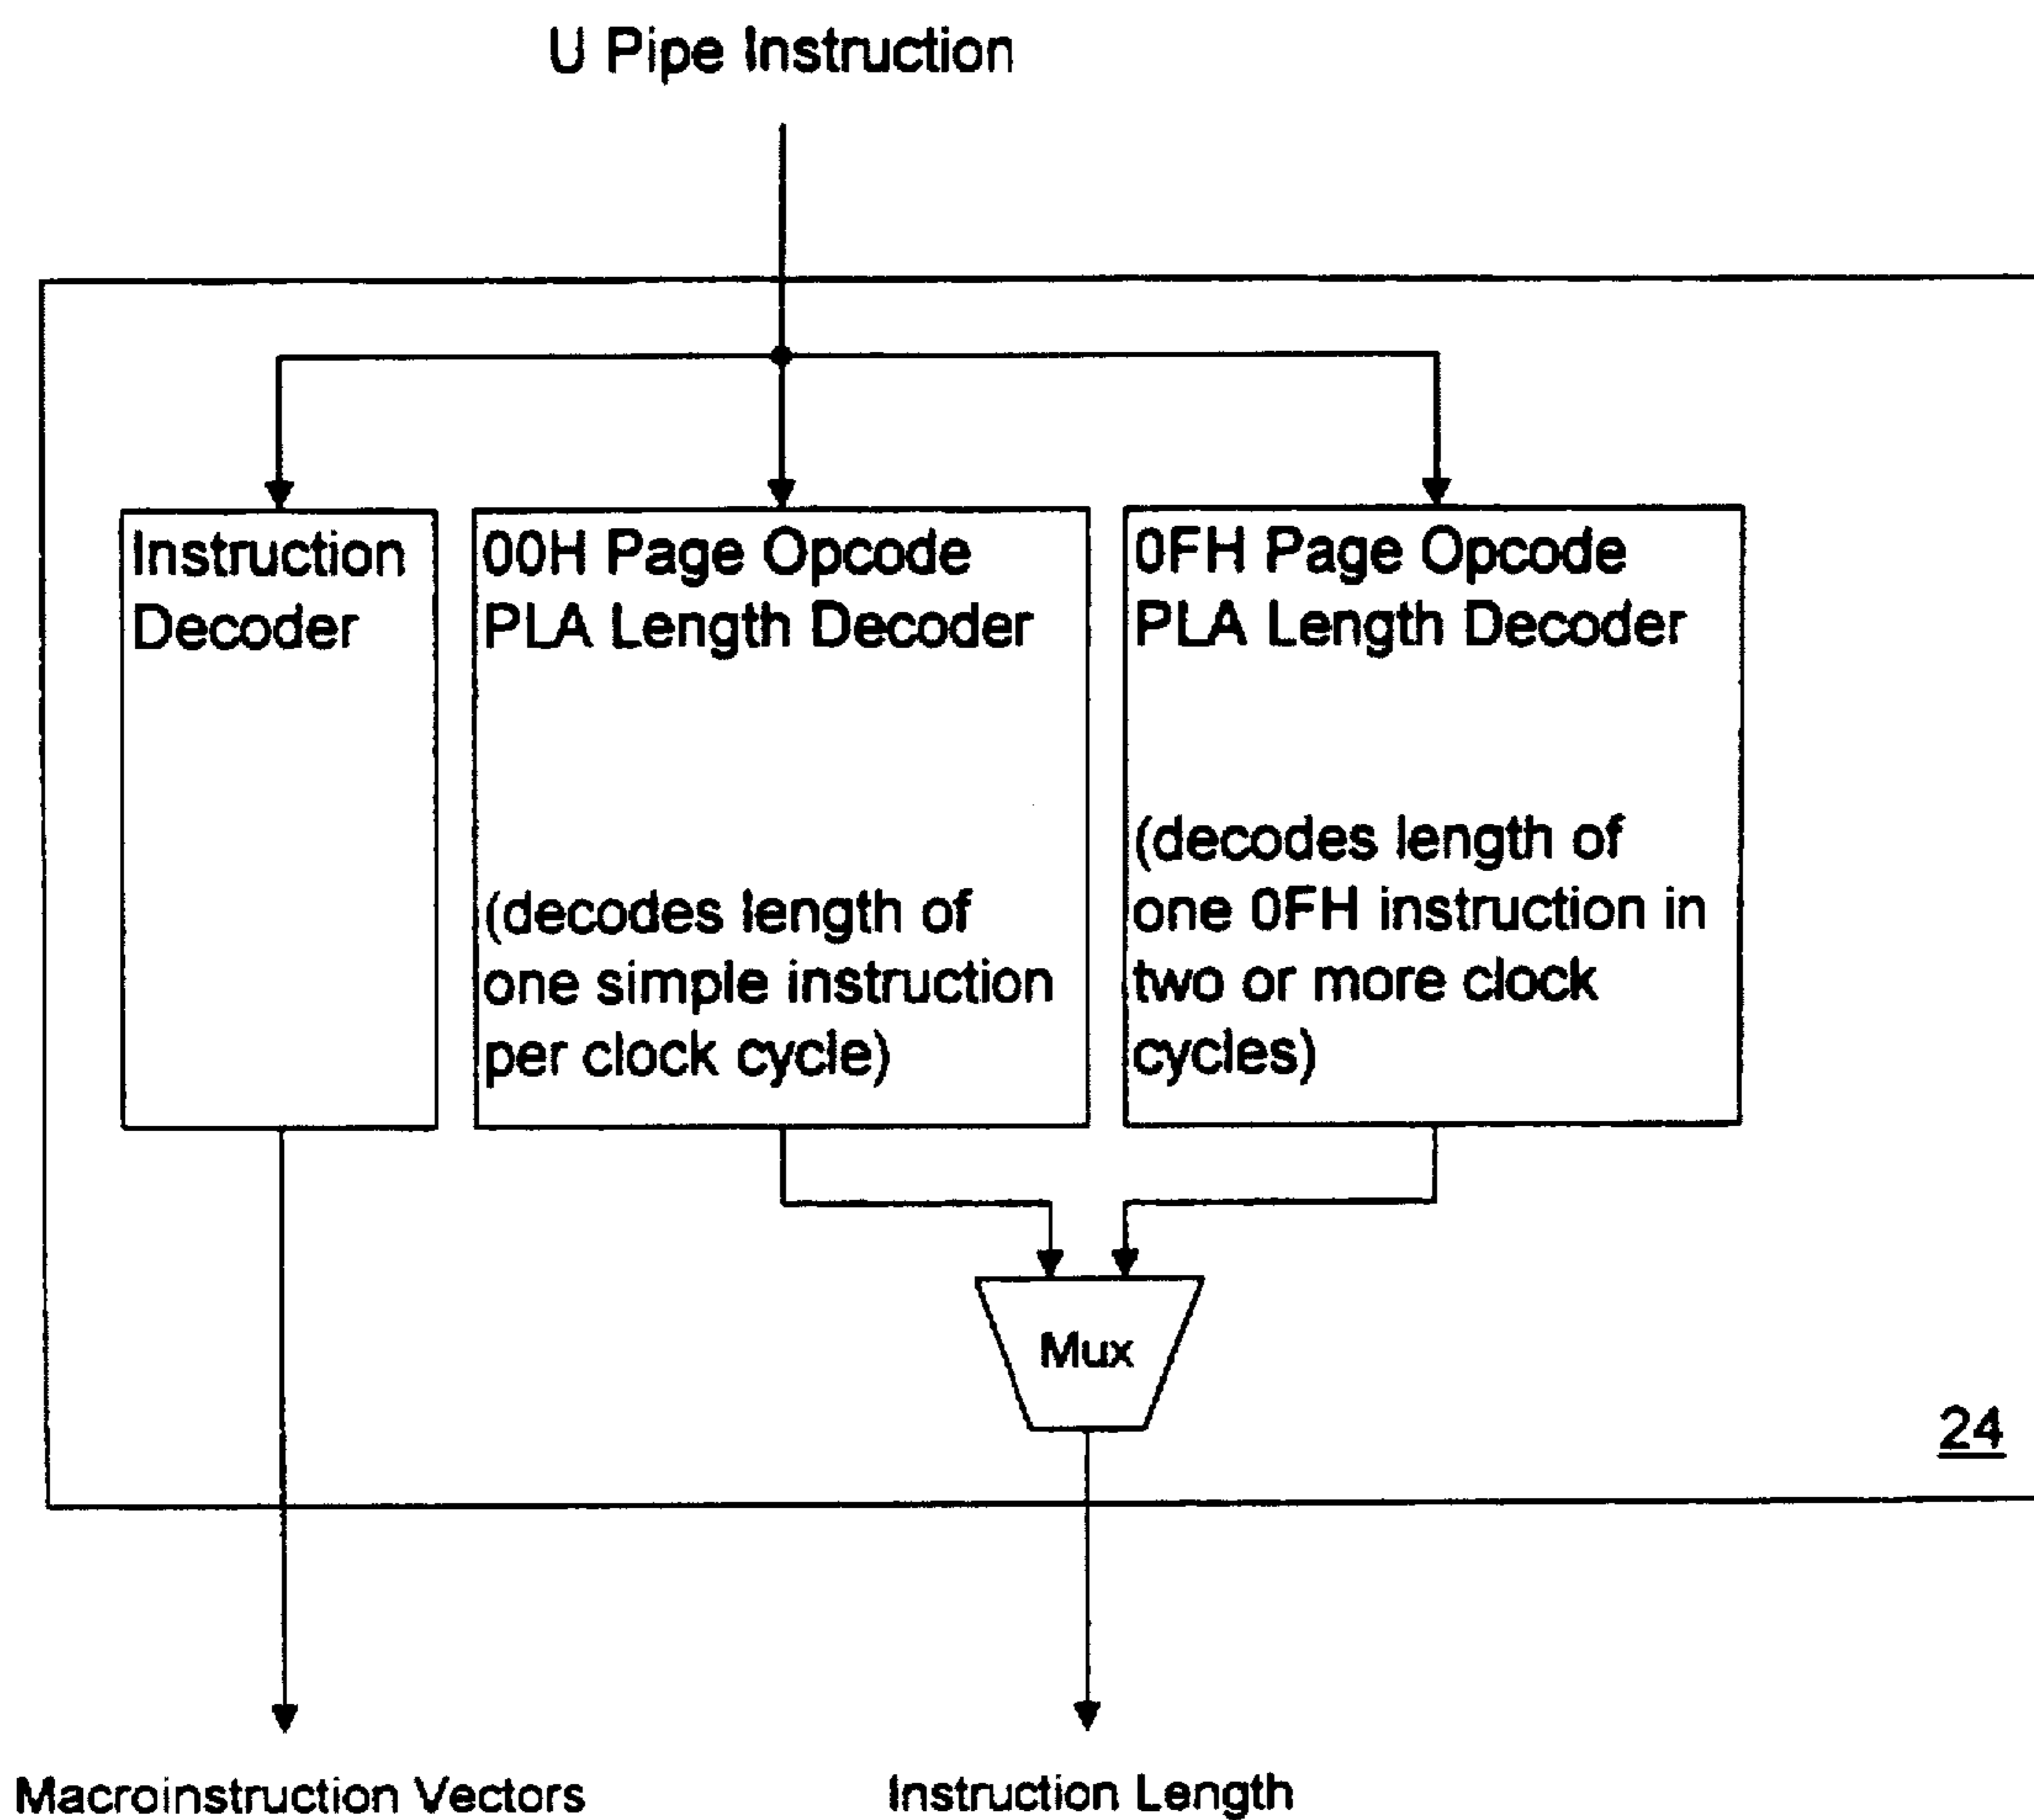 U Pipe Instruction
Instruction
Decoder
00H Page Opcode
PLA Length Decoder
(decodes length of
one simple instruction
per clock cycle)
0FH Page Opcode
PLA Length Decoder
(decodes length of
one 0FH instruction in
two or more clock
cycles)
Mux
24
Macroinstruction Vectors
Instruction Length